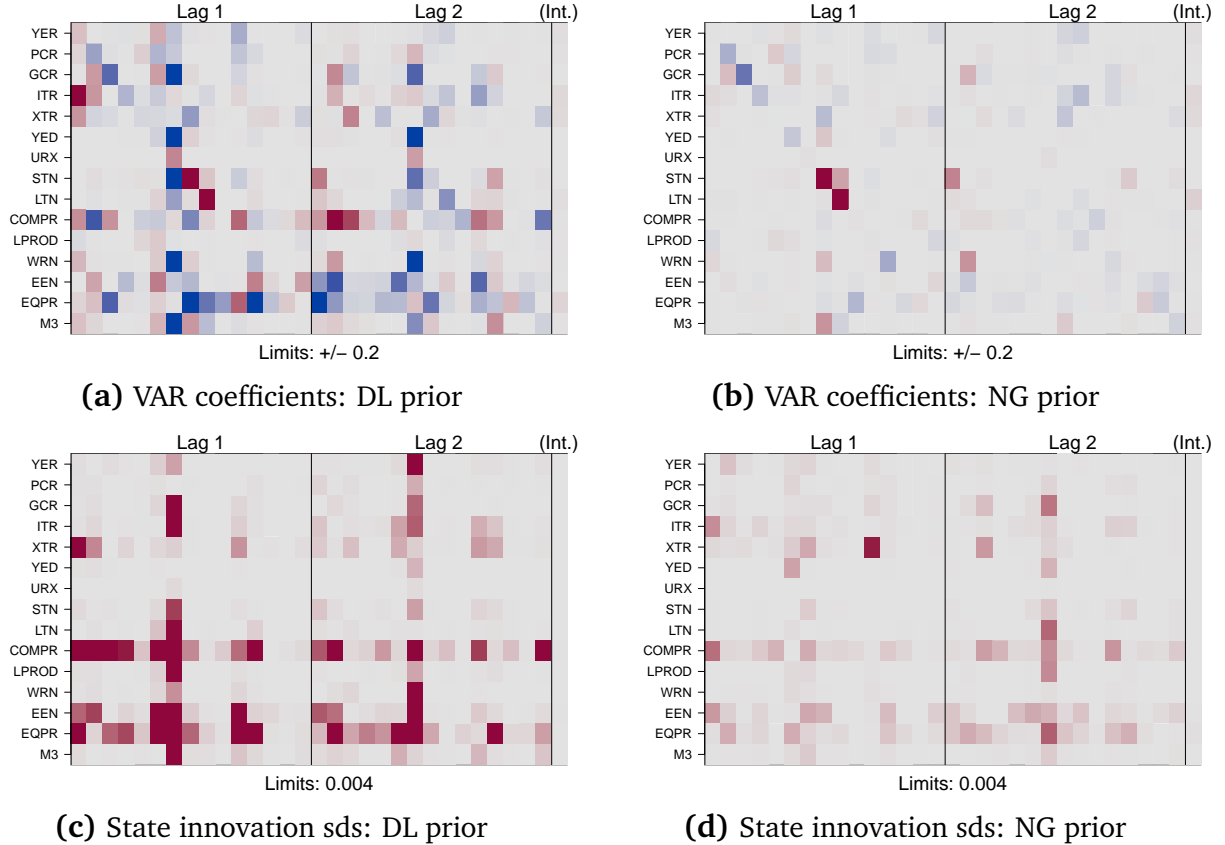 Lag 1 Lag 2 (Int.)
YER
PCR
GCR
ITR
XTR
YED
URX
STN
LTN
COMPR
LPROD
WRN
EEN
EQPR
M3
Limits: +/− 0.2
(a) VAR coefficients: DL prior
Lag 1 Lag 2 (Int.)
YER
PCR
GCR
ITR
XTR
YED
URX
STN
LTN
COMPR
LPROD
WRN
EEN
EQPR
M3
Limits: +/− 0.2
(b) VAR coefficients: NG prior
Lag 1 Lag 2 (Int.)
YER
PCR
GCR
ITR
XTR
YED
URX
STN
LTN
COMPR
LPROD
WRN
EEN
EQPR
M3
Limits: 0.004
(c) State innovation sds: DL prior
Lag 1 Lag 2 (Int.)
YER
PCR
GCR
ITR
XTR
YED
URX
STN
LTN
COMPR
LPROD
WRN
EEN
EQPR
M3
Limits: 0.004
(d) State innovation sds: NG prior